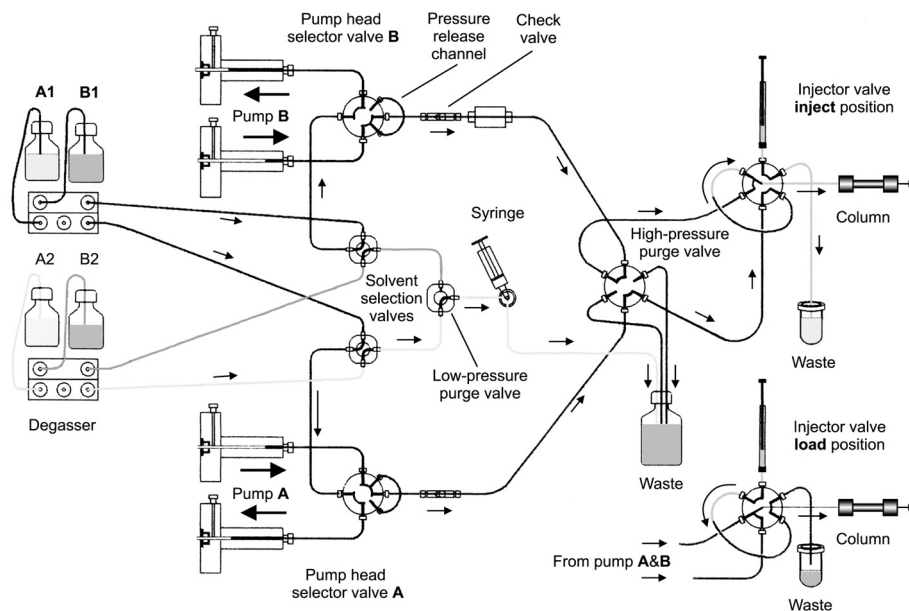 Pump head
selector valve B
Pressure
release
channel
Check
valve
Injector valve
inject position
A1
B1
Pump B
Syringe
Column
High-pressure
purge valve
A2
B2
Solvent
selection
valves
Low-pressure
purge valve
Waste
Degasser
Injector valve
load position
Waste
Pump A
Column
From pump A&B
Pump head
selector valve A
Waste